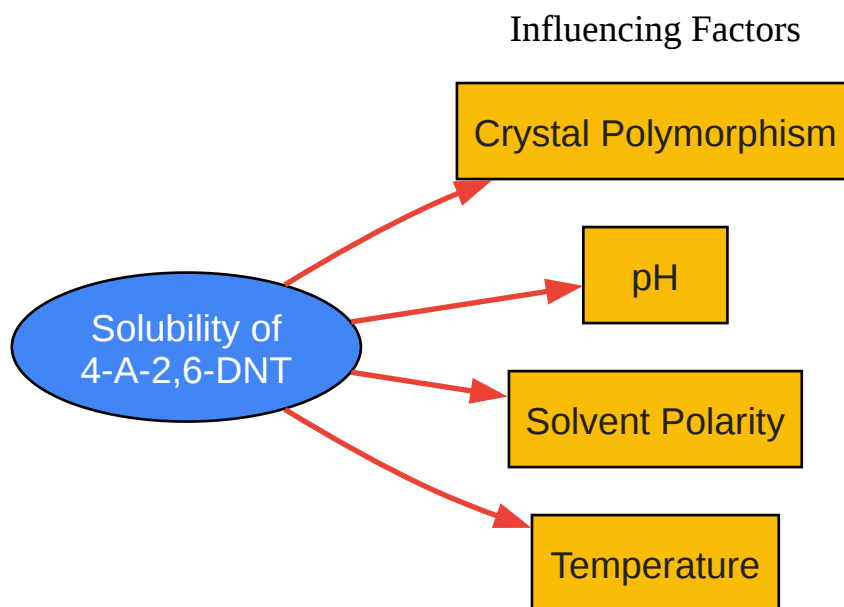 Influencing Factors
Crystal Polymorphism
pH
Solubility of
4-A-2,6-DNT
Solvent Polarity
Temperature